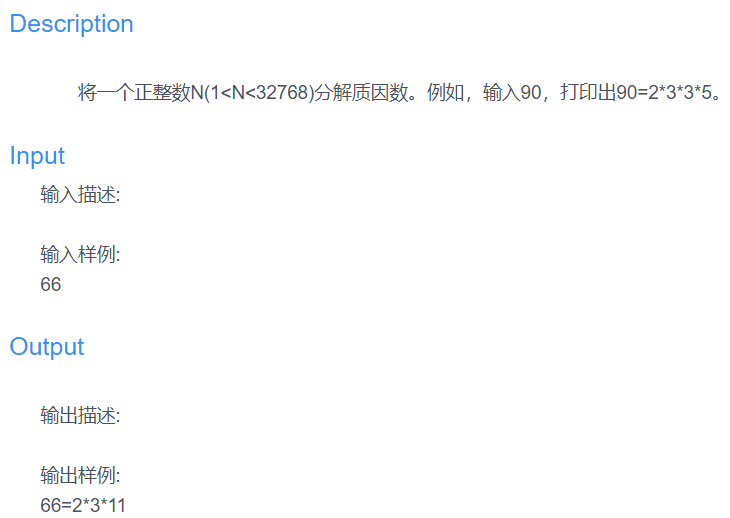 Description
将一个正整数N(1<N<32768)分解质因数。例如，输入90，打印出90=2*3*3*5。
Input
输入描述:
输入样例:
66
Output
输出描述:
输出样例:
66=2*3*11